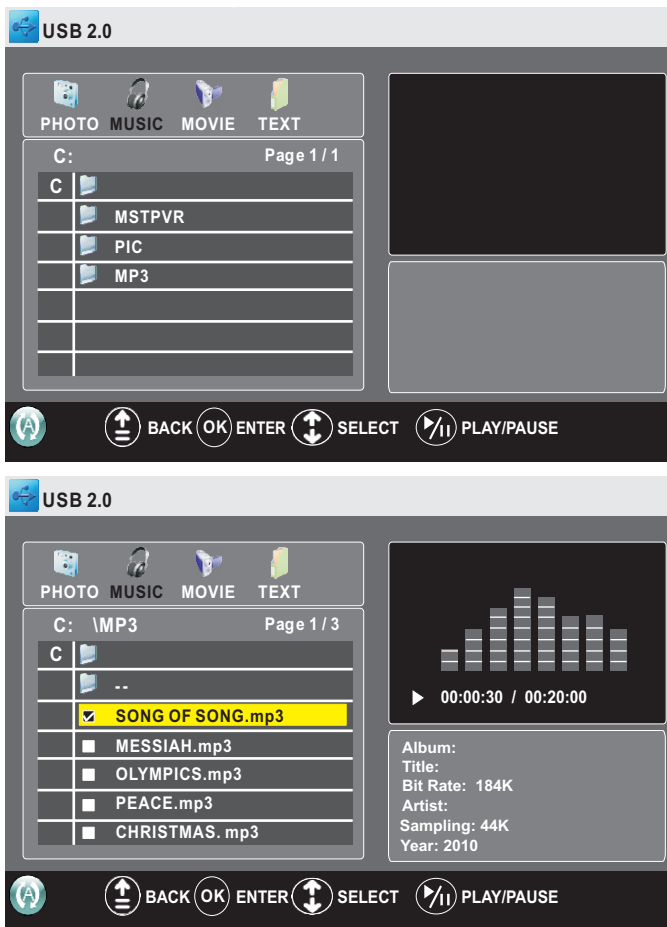 USB 2.0
PHOTO MUSIC MOVIE TEXT
C: Page 1 / 1
C
MSTPVR
PIC
MP3
A BACK OK ENTER SELECT PLAY/PAUSE
USB 2.0
PHOTO MUSIC MOVIE TEXT
C: \MP3 Page 1 / 3
C
--
SONG OF SONG.mp3
MESSIAH.mp3
OLYMPICS.mp3
PEACE.mp3
CHRISTMAS. mp3
00:00:30 / 00:20:00
Album:
Title:
Bit Rate: 184K
Artist:
Sampling: 44K
Year: 2010
A BACK OK ENTER SELECT PLAY/PAUSE